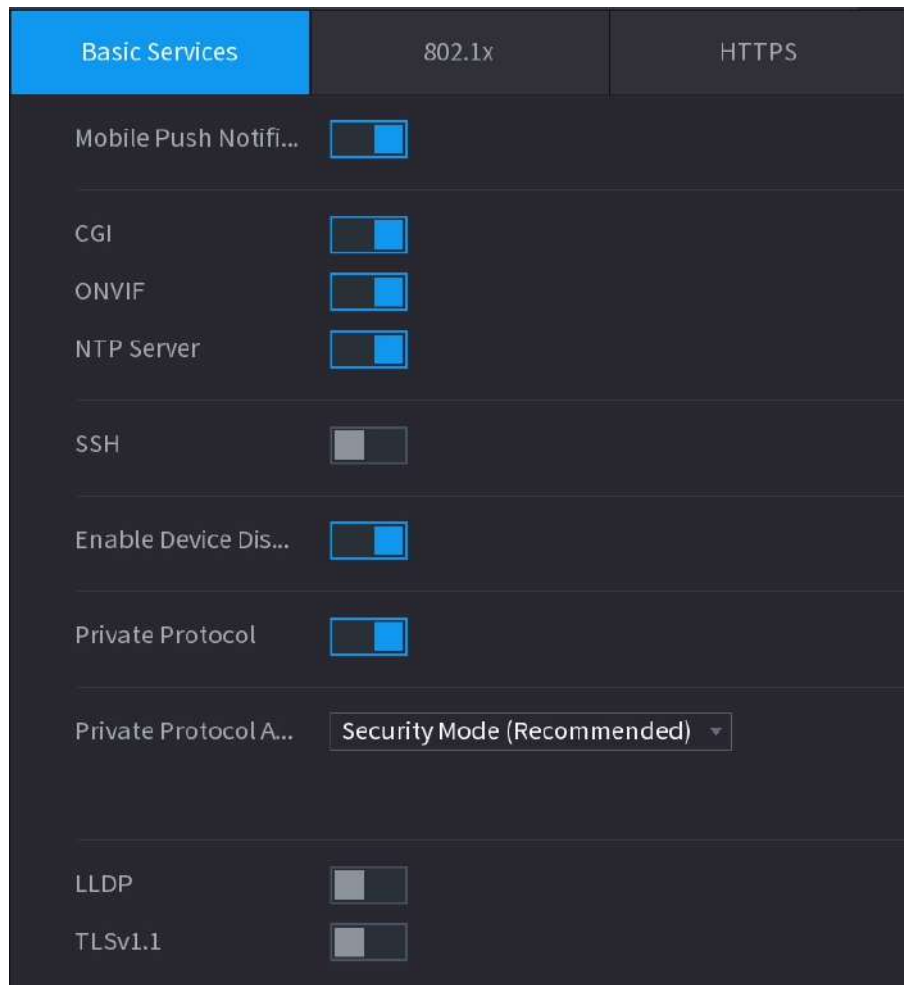 Basic Services 802.1x HTTPS
Mobile Push Notifi...
CGI
ONVIF
NTP Server
SSH
Enable Device Dis...
Private Protocol
Private Protocol A... Security Mode (Recommended)
LLDP
TLSv1.1